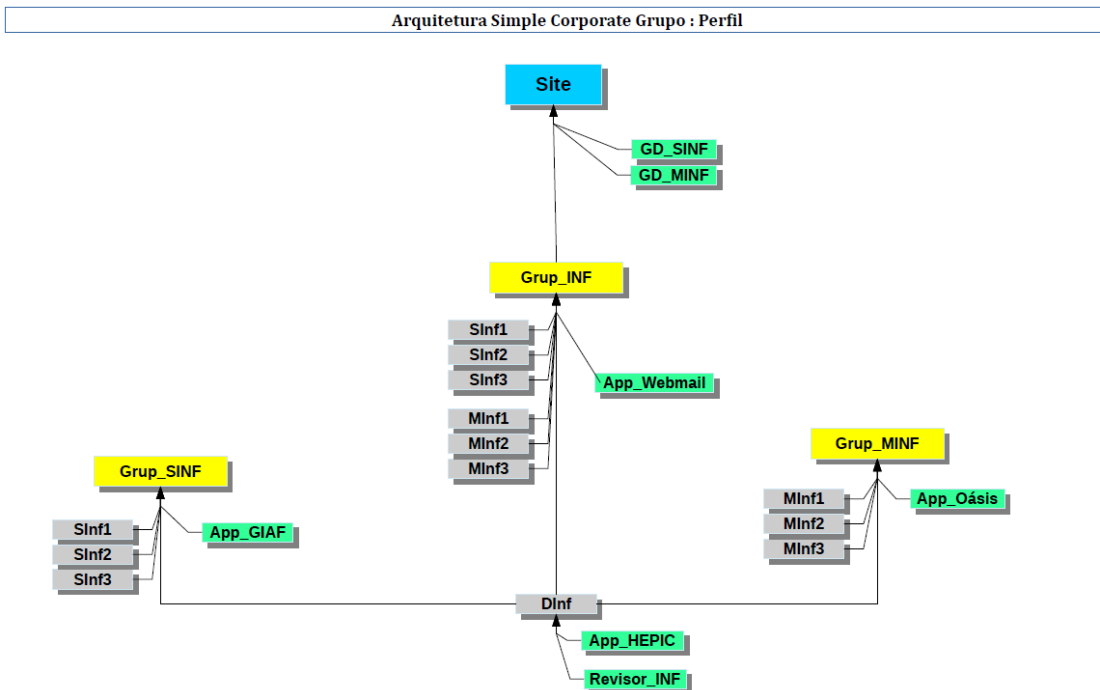 Arquitetura Simple Corporate Grupo : Perfil
Site
GD_SINF
GD_MINF
Grup_INF
SInf1
SInf2
SInf3
App_Webmail
MInf1
MInf2
MInf3
Grup_SINF
SInf1
SInf2
SInf3
App_GIAF
Grup_MINF
MInf1
MInf2
MInf3
App_Oásis
DInf
App_HEPIC
Revisor_INF